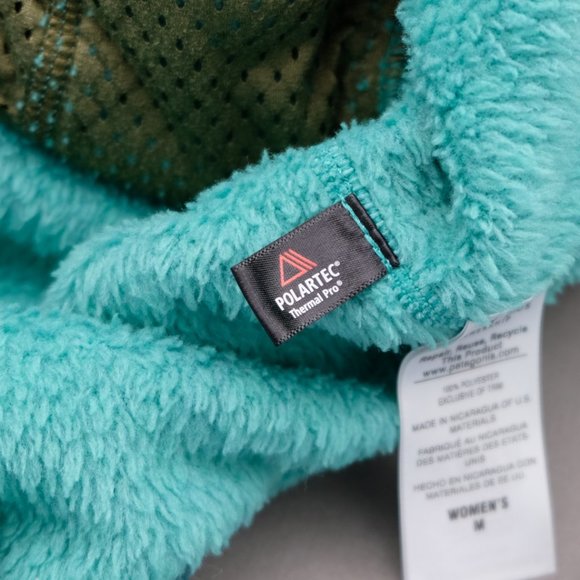 POLARTEC®
Thermal Pro®
Repair, Reuse, Recycle
This Product
www.patagonia.com
100% POLYESTER
EXCLUSIVE OF TRIM
MADE IN NICARAGUA OF U.S.
MATERIALS
FABRIQUÉ AU NICARAGUA
DES MATIÈRES DES ETATS-
UNIS
HECHO EN NICARAGUA CON
MATERIALES DE EE.UU.
WOMEN'S
M